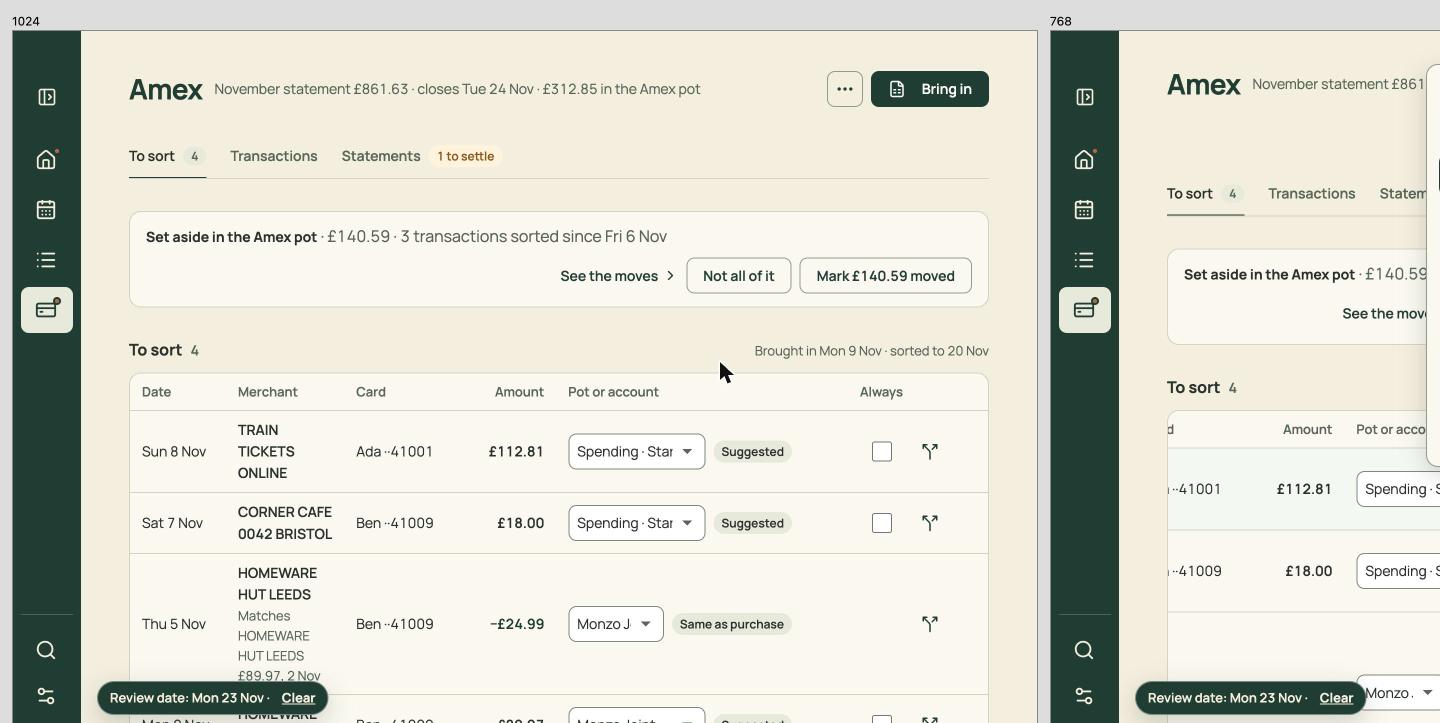 1024
Amex November statement £861.63 · closes Tue 24 Nov · £312.85 in the Amex pot
Bring in
To sort 4 Transactions Statements 1 to settle
Set aside in the Amex pot · £140.59 · 3 transactions sorted since Fri 6 Nov
See the moves Not all of it Mark £140.59 moved
To sort 4 Brought in Mon 9 Nov · sorted to 20 Nov
Date Merchant Card Amount Pot or account Always
Sun 8 Nov TRAIN TICKETS ONLINE Ada ··41001 £112.81 Spending · Star Suggested
Sat 7 Nov CORNER CAFE 0042 BRISTOL Ben ··41009 £18.00 Spending · Star Suggested
Thu 5 Nov HOMEWARE HUT LEEDS Ben ··41009 −£24.99 Monzo J Same as purchase
Matches
HOMEWARE
HUT LEEDS
£89.97, 2 Nov
Review date: Mon 23 Nov · Clear
768
Amex November statement £861
To sort 4 Transactions Statem
Set aside in the Amex pot · £140.59
See the move
To sort 4
d Amount Pot or acco
··41001 £112.81 Spending · S
··41009 £18.00 Spending · S
Monzo
Review date: Mon 23 Nov · Clear